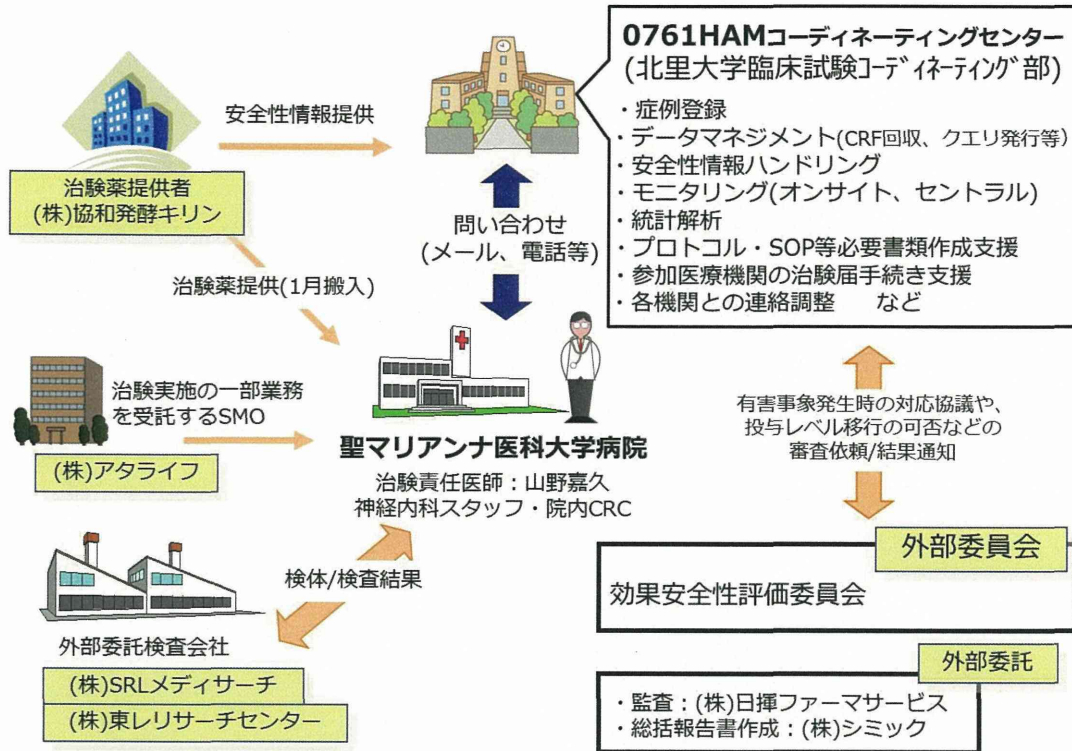 安全性情報提供
治験薬提供者
(株)協和発酵キリン
治験薬提供(1月搬入)
問い合わせ
(メール、電話等)
0761HAMコーディネーティングセンター
(北里大学臨床試験コーディネーティング部)
・症例登録
・データマネジメント(CRF回収、クエリ発行等)
・安全性情報ハンドリング
・モニタリング(オンサイト、セントラル)
・統計解析
・プロトコル・SOP等必要書類作成支援
・参加医療機関の治験届手続き支援
・各機関との連絡調整　など
治験実施の一部業務
を受託するSMO
(株)アタライフ
聖マリアンナ医科大学病院
治験責任医師：山野嘉久
神経内科スタッフ・院内CRC
有害事象発生時の対応協議や、
投与レベル移行の可否などの
審査依頼/結果通知
検体/検査結果
外部委託検査会社
(株)SRLメディサーチ
(株)東レリサーチセンター
外部委員会
効果安全性評価委員会
外部委託
・監査：(株)日揮ファーマサービス
・総括報告書作成：(株)シミック